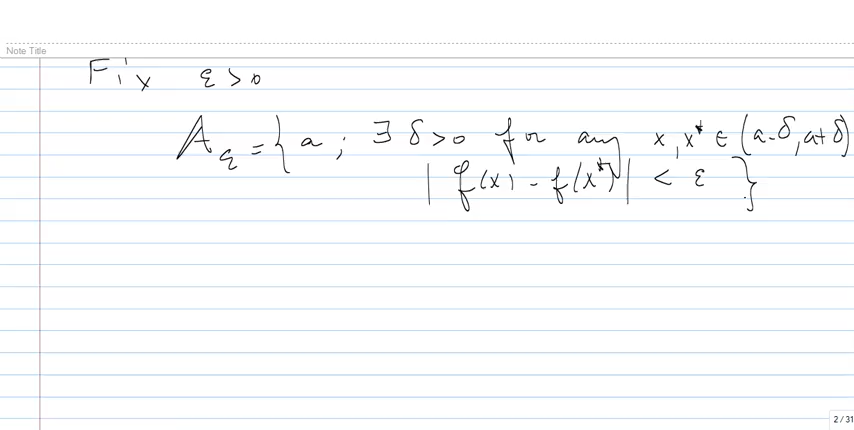 Note Title
Fix ε > 0
A_ε = { a ; ∃ δ > 0 for any x, x* ∈ (a-δ, a+δ)
| f(x) - f(x*) | < ε }
2 / 31